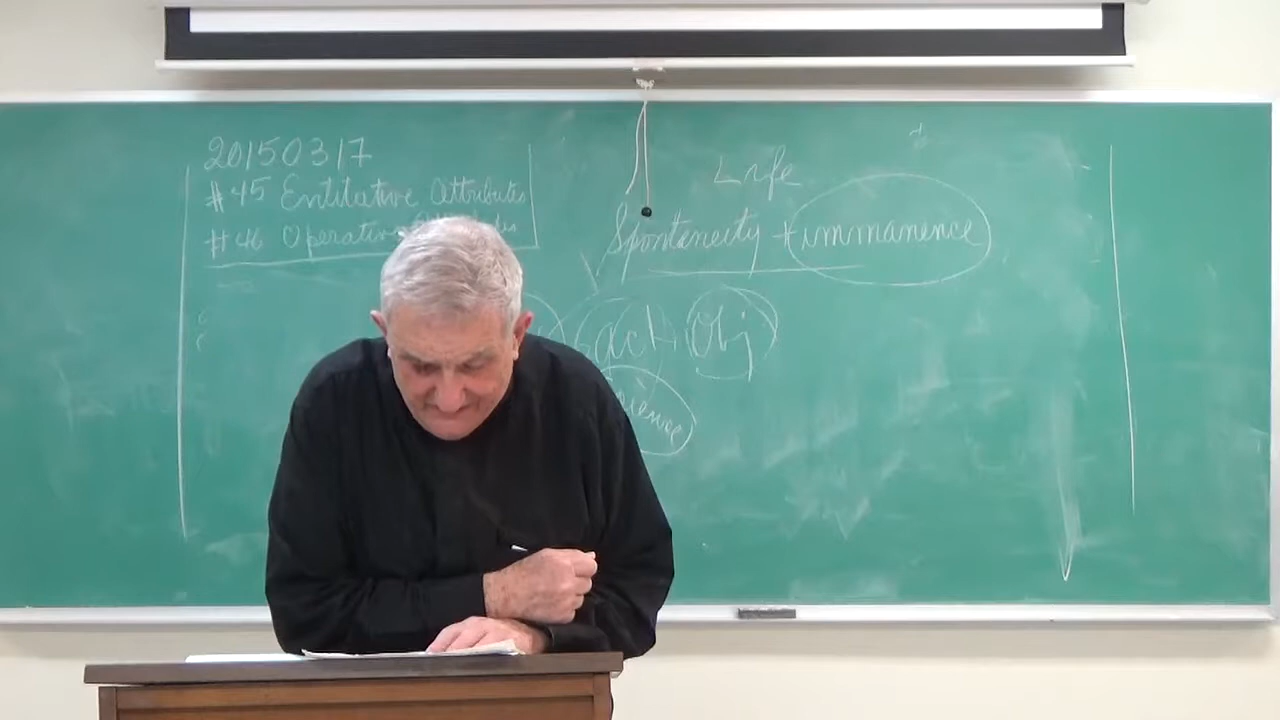 20150317
#45 Entitative Attributes
#46 Operative
Life
Spontaneity + immanence
act Obj